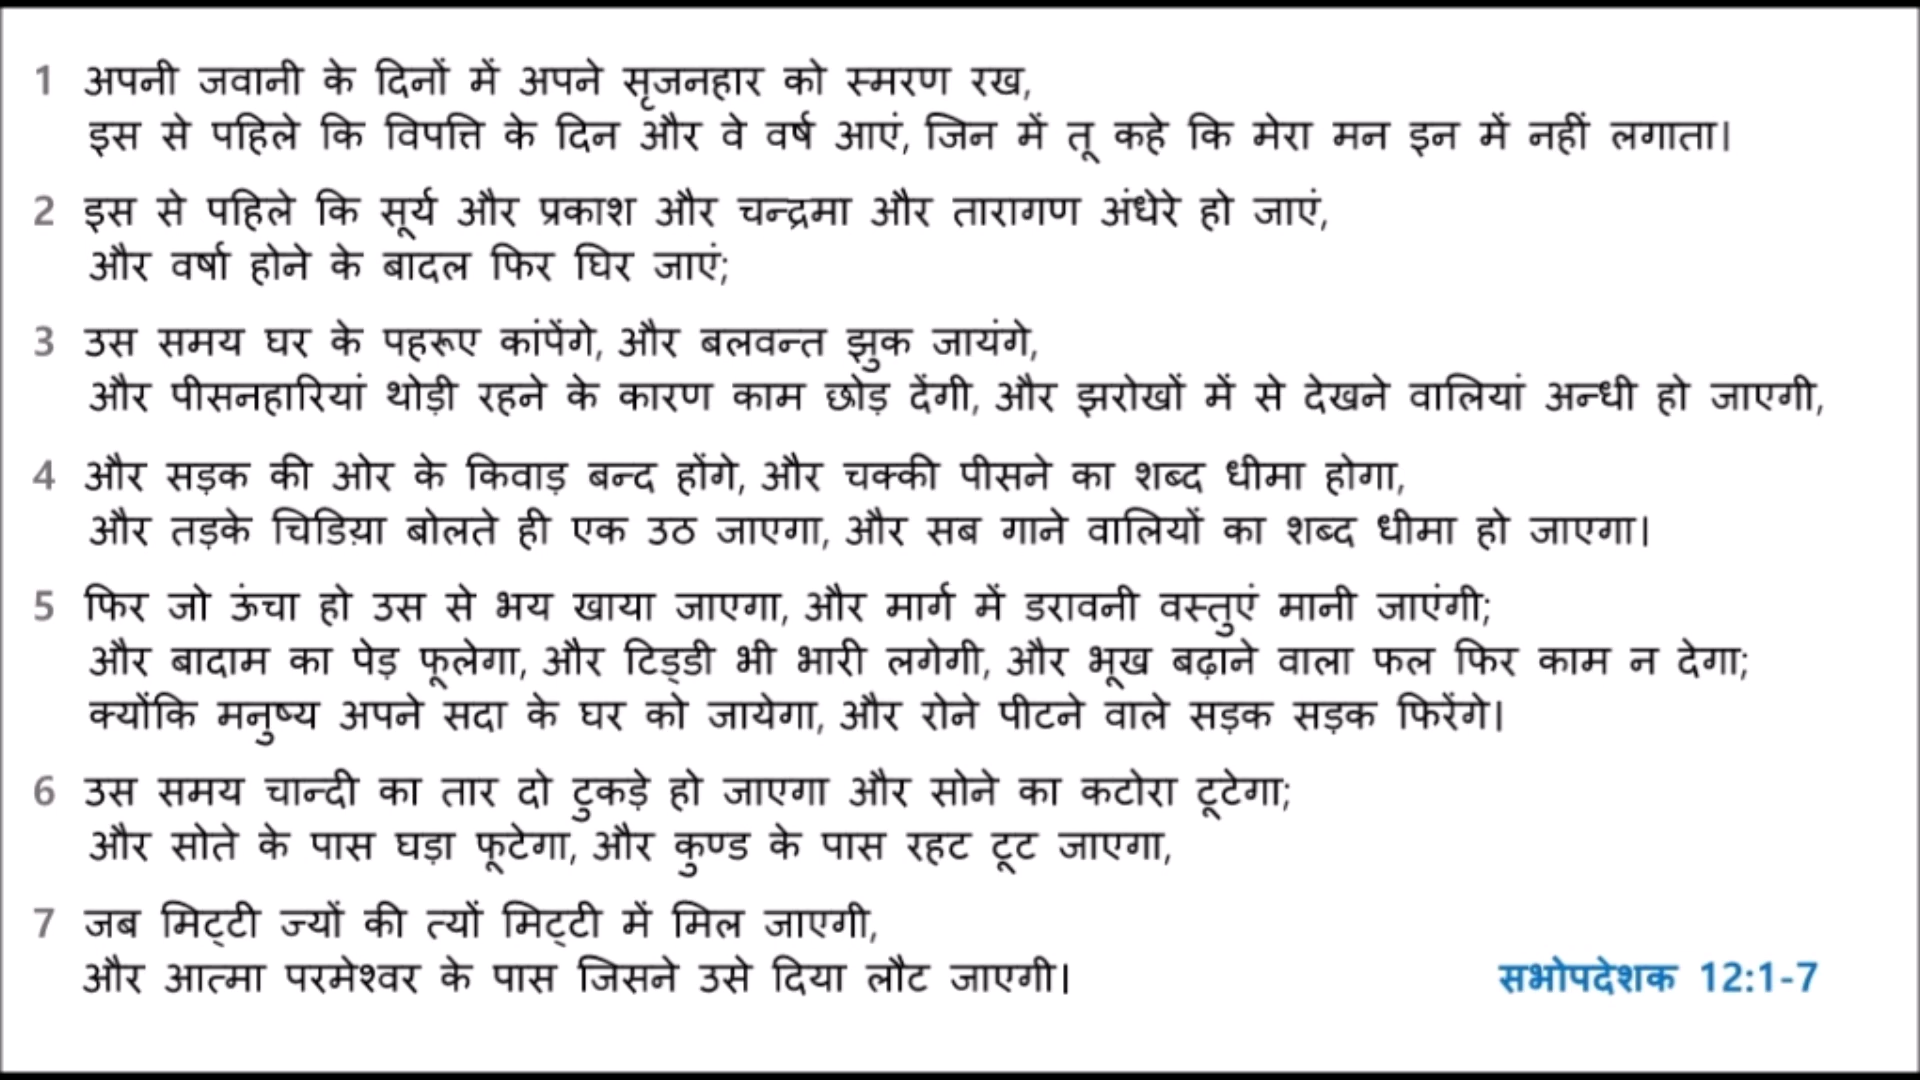 1 अपनी जवानी के दिनों में अपने सृजनहार को स्मरण रख,
इस से पहिले कि विपत्ति के दिन और वे वर्ष आएं, जिन में तू कहे कि मेरा मन इन में नहीं लगाता।
2 इस से पहिले कि सूर्य और प्रकाश और चन्द्रमा और तारागण अंधेरे हो जाएं,
और वर्षा होने के बादल फिर घिर जाएं;
3 उस समय घर के पहरूए कांपेंगे, और बलवन्त झुक जायंगे,
और पीसनहारियां थोड़ी रहने के कारण काम छोड़ देंगी, और झरोखों में से देखने वालियां अन्धी हो जाएगी,
4 और सड़क की ओर के किवाड़ बन्द होंगे, और चक्की पीसने का शब्द धीमा होगा,
और तड़के चिडिय़ा बोलते ही एक उठ जाएगा, और सब गाने वालियों का शब्द धीमा हो जाएगा।
5 फिर जो ऊंचा हो उस से भय खाया जाएगा, और मार्ग में डरावनी वस्तुएं मानी जाएंगी;
और बादाम का पेड़ फूलेगा, और टिड्डी भी भारी लगेगी, और भूख बढ़ाने वाला फल फिर काम न देगा;
क्योंकि मनुष्य अपने सदा के घर को जायेगा, और रोने पीटने वाले सड़क सड़क फिरेंगे।
6 उस समय चान्दी का तार दो टुकड़े हो जाएगा और सोने का कटोरा टूटेगा;
और सोते के पास घड़ा फूटेगा, और कुण्ड के पास रहट टूट जाएगा,
7 जब मिट्टी ज्यों की त्यों मिट्टी में मिल जाएगी,
और आत्मा परमेश्वर के पास जिसने उसे दिया लौट जाएगी।
सभोपदेशक 12:1-7